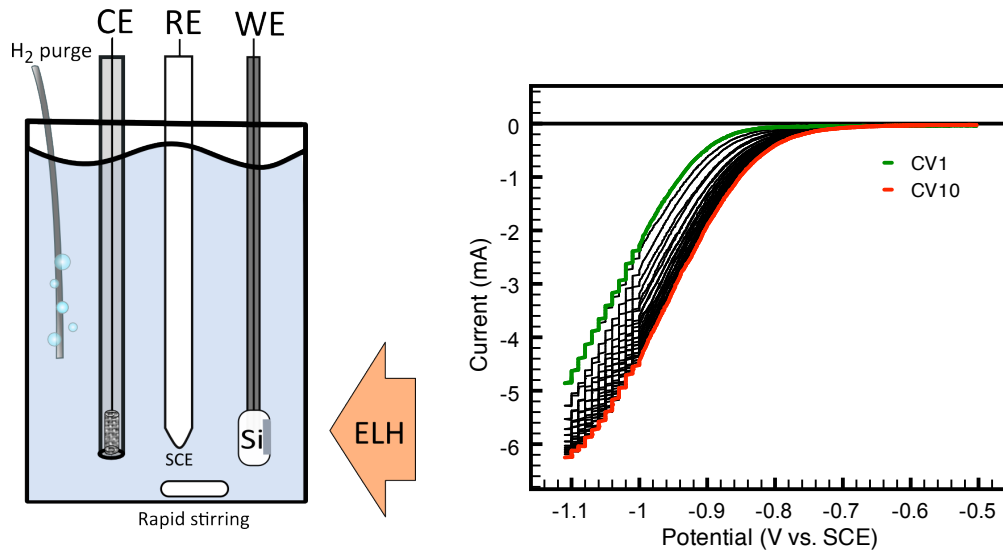 CE RE WE
H2 purge
Si
SCE
ELH
Rapid stirring
0
-1
-2
-3
-4
-5
-6
Current (mA)
CV1
CV10
-1.1 -1 -0.9 -0.8 -0.7 -0.6 -0.5
Potential (V vs. SCE)